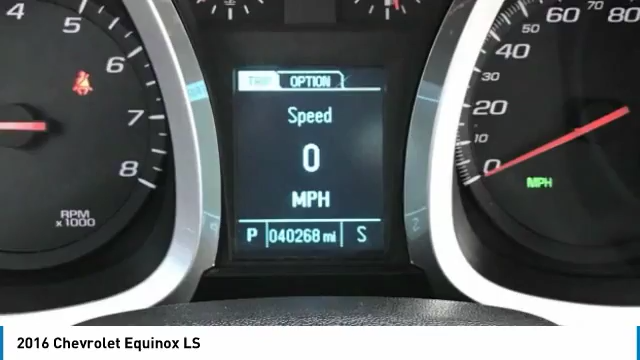 4 5 6 7 8
RPM
x1000
TRIP OPTION
Speed
0
MPH
P 040268 mi S
0 10 20 30 40 50 60 70 80
MPH
2016 Chevrolet Equinox LS